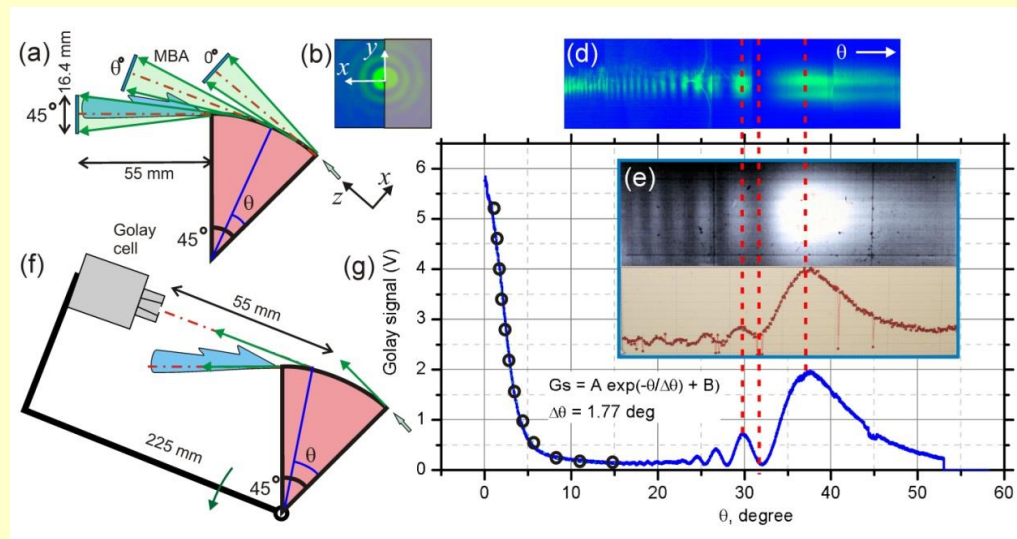 (a)
MBA
16.4 mm
θ°
0°
45°
55 mm
θ
45°
z
x
(b)
y
x
(d)
θ
(e)
(f)
Golay
cell
55 mm
225 mm
θ
45°
(g)
Golay signal (V)
6
5
4
3
2
1
0
Gs = A exp(-θ/Δθ) + B)
Δθ = 1.77 deg
0 10 20 30 40 50 60
θ, degree